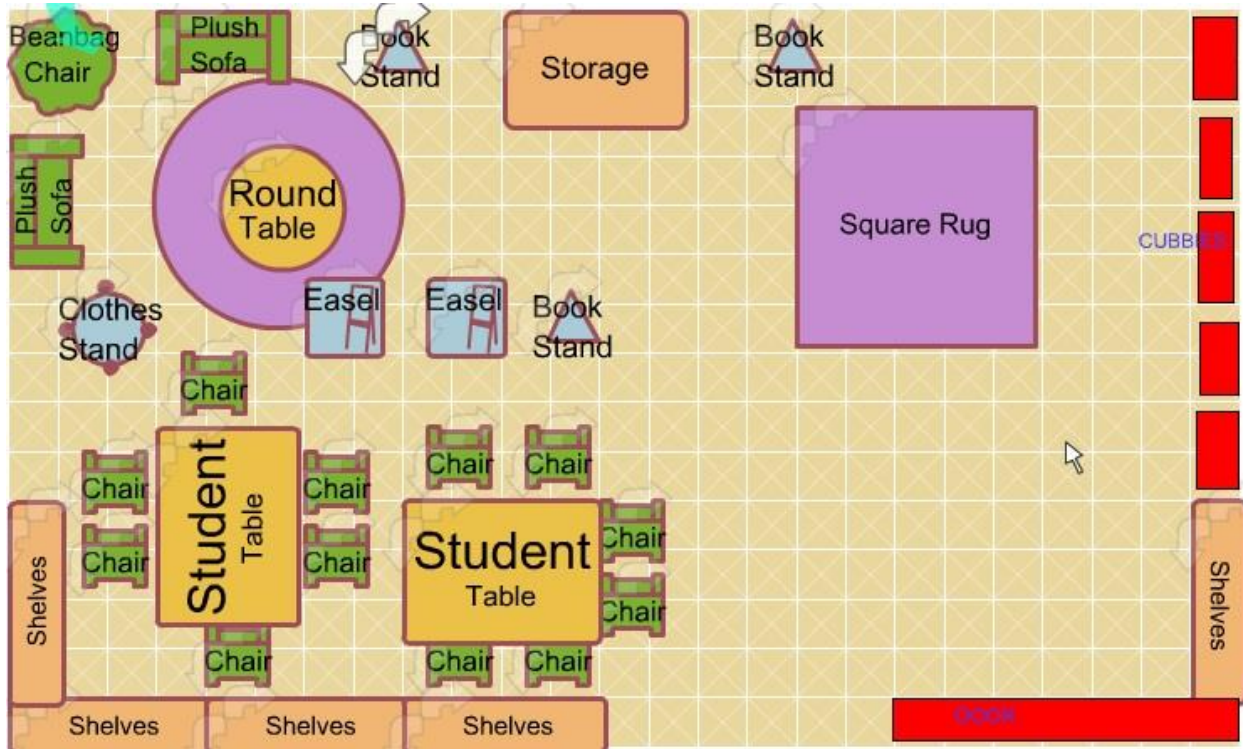 Beanbag
Chair
Plush
Sofa
Book
Stand
Storage
Book
Stand
Plush
Sofa
Round
Table
Square Rug
Clothes
Stand
Easel
Easel
Book
Stand
Chair
Student
Table
Chair
Chair
Chair
Chair
Chair
Chair
Chair
Student
Table
Chair
Chair
Chair
Chair
Shelves
Shelves
Shelves
Shelves
Shelves